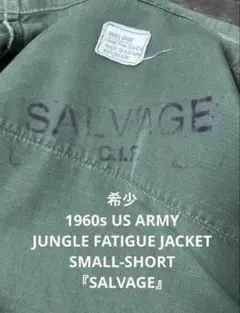 SALVAGE
C.I.F.
希少
1960s US ARMY
JUNGLE FATIGUE JACKET
SMALL-SHORT
『SALVAGE』